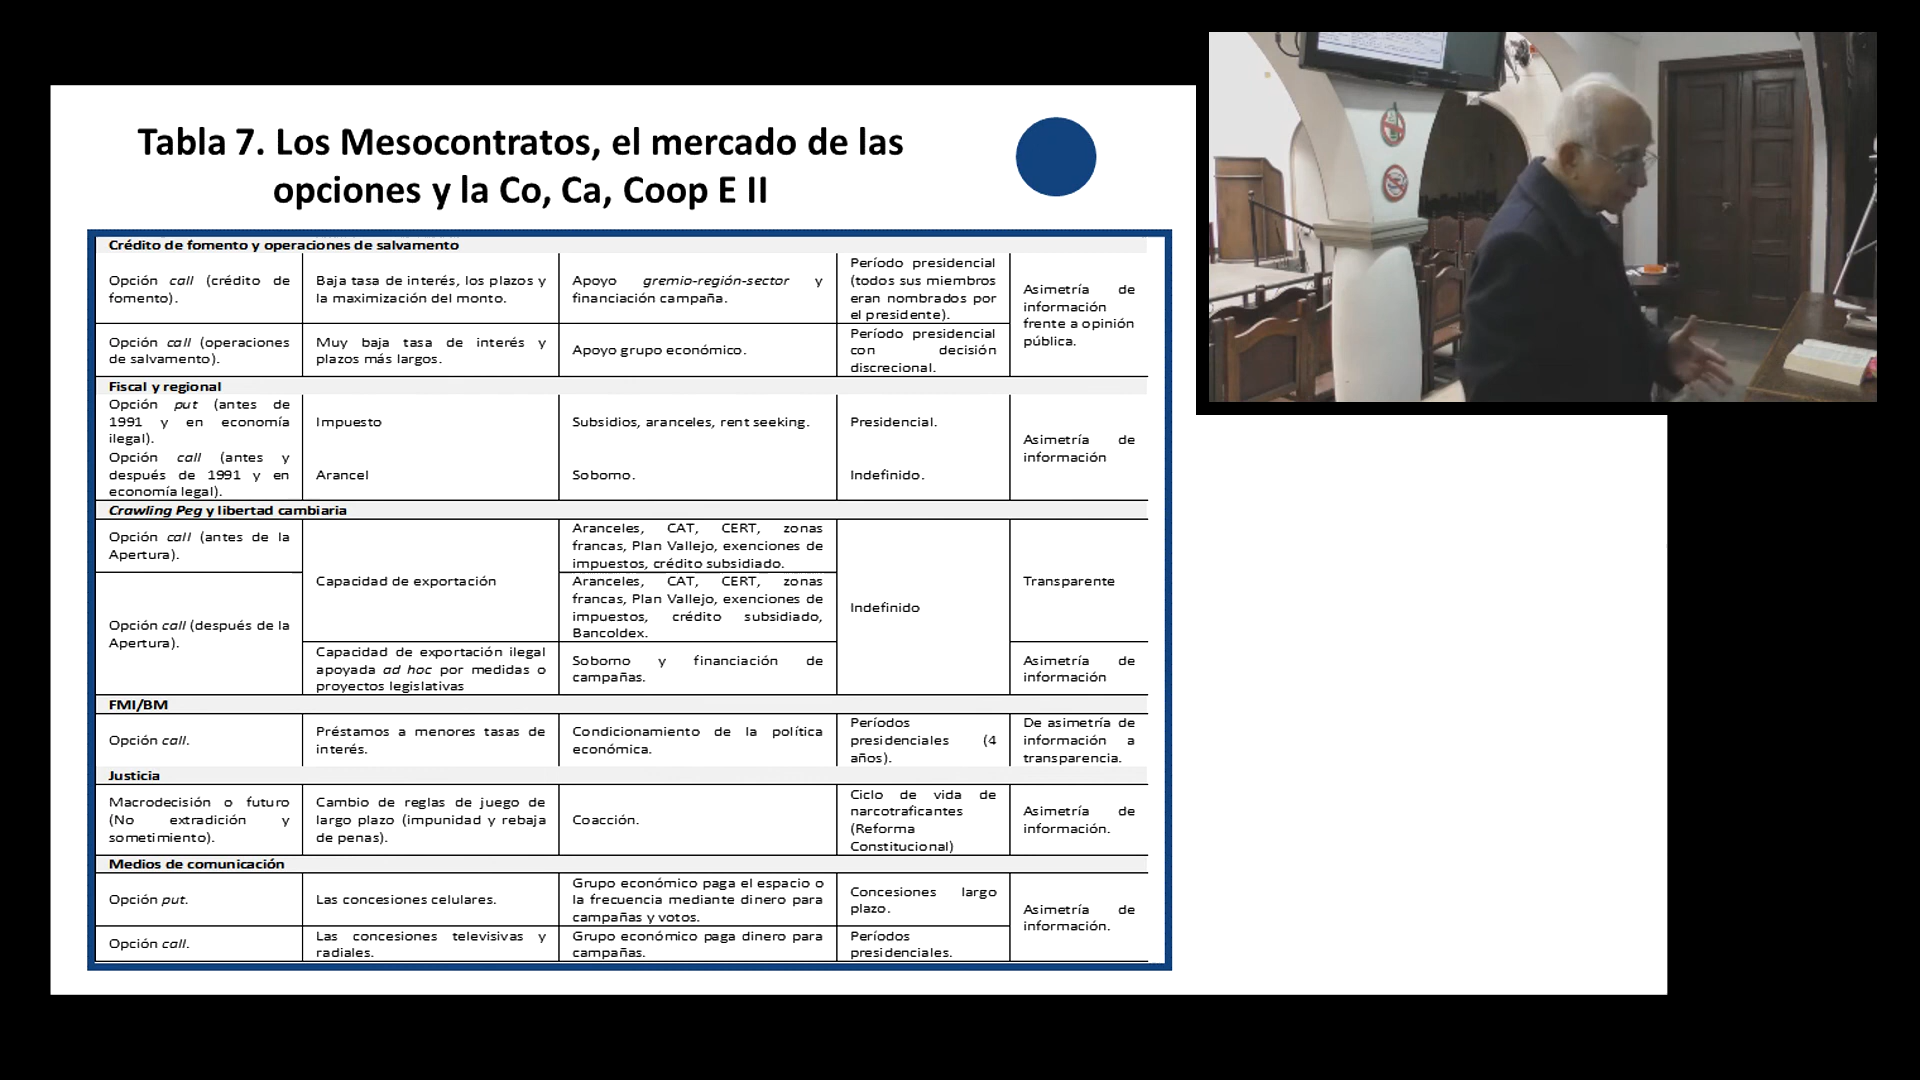 Tabla 7. Los Mesocontratos, el mercado de las
opciones y la Co, Ca, Coop E II
Crédito de fomento y operaciones de salvamento
Opción call (crédito de
fomento).
Baja tasa de interés, los plazos y
la maximización del monto.
Apoyo gremio-región-sector y
financiación campaña.
Período presidencial
(todos sus miembros
eran nombrados por
el presidente).
Asimetría de
información
frente a opinión
pública.
Opción call (operaciones
de salvamento).
Muy baja tasa de interés y
plazos más largos.
Apoyo grupo económico.
Período presidencial
con decisión
discrecional.
Fiscal y regional
Opción put (antes de
1991 y en economía
ilegal).
Impuesto
Subsidios, aranceles, rent seeking.
Presidencial.
Asimetría de
información
Opción call (antes y
después de 1991 y en
economía legal).
Arancel
Soborno.
Indefinido.
Crawling Peg y libertad cambiaria
Opción call (antes de la
Apertura).
Capacidad de exportación
Aranceles, CAT, CERT, zonas
francas, Plan Vallejo, exenciones de
impuestos, crédito subsidiado.
Indefinido
Transparente
Opción call (después de la
Apertura).
Aranceles, CAT, CERT, zonas
francas, Plan Vallejo, exenciones de
impuestos, crédito subsidiado,
Bancoldex.
Capacidad de exportación ilegal
apoyada ad hoc por medidas o
proyectos legislativas
Soborno y financiación de
campañas.
Asimetría de
información
FMI/BM
Opción call.
Préstamos a menores tasas de
interés.
Condicionamiento de la política
económica.
Períodos
presidenciales (4
años).
De asimetría de
información a
transparencia.
Justicia
Macrodecisión o futuro
(No extradición y
sometimiento).
Cambio de reglas de juego de
largo plazo (impunidad y rebaja
de penas).
Coacción.
Ciclo de vida de
narcotraficantes
(Reforma
Constitucional)
Asimetría de
información.
Medios de comunicación
Opción put.
Las concesiones celulares.
Grupo económico paga el espacio o
la frecuencia mediante dinero para
campañas y votos.
Concesiones largo
plazo.
Asimetría de
información.
Opción call.
Las concesiones televisivas y
radiales.
Grupo económico paga dinero para
campañas.
Períodos
presidenciales.